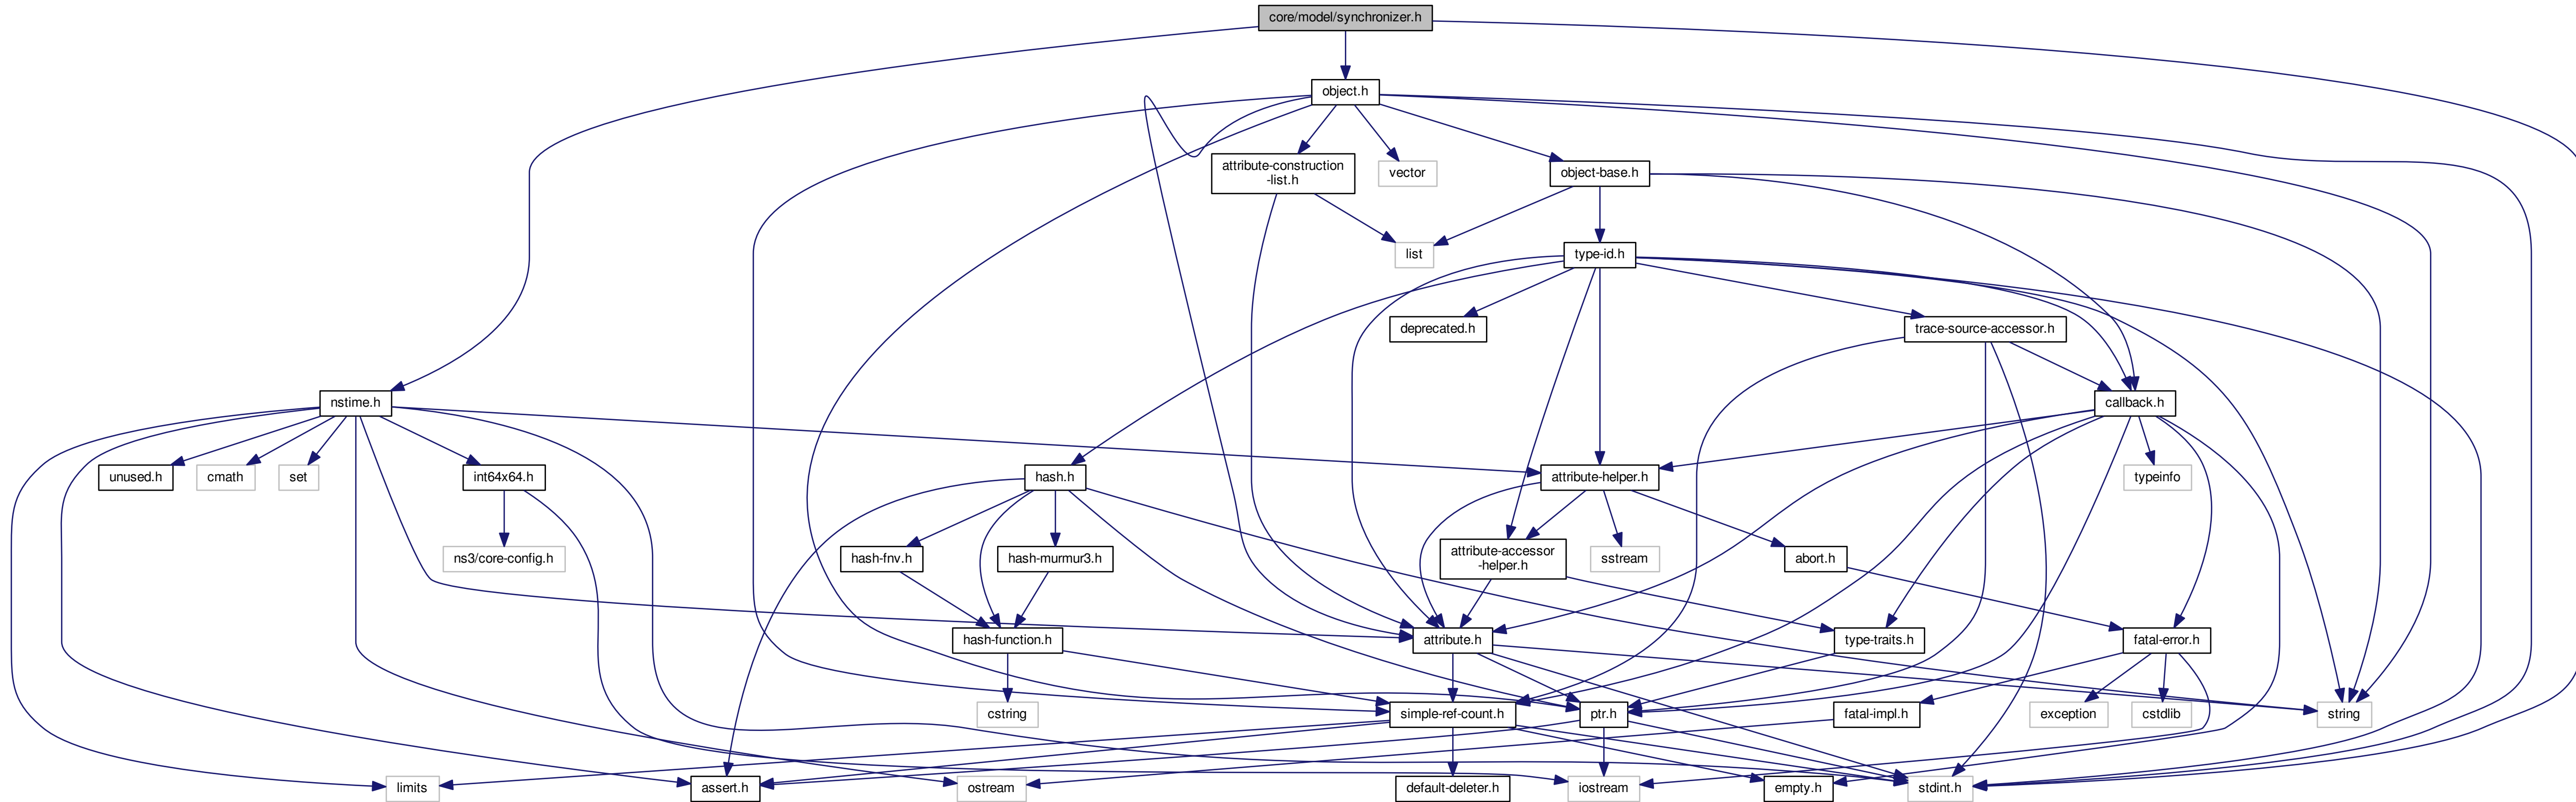 core/model/synchronizer.h
object.h
attribute-construction
-list.h
vector
object-base.h
list
type-id.h
deprecated.h
trace-source-accessor.h
nstime.h
callback.h
unused.h
cmath
set
int64x64.h
hash.h
attribute-helper.h
typeinfo
ns3/core-config.h
hash-fnv.h
hash-murmur3.h
attribute-accessor
-helper.h
sstream
abort.h
hash-function.h
attribute.h
type-traits.h
fatal-error.h
cstring
simple-ref-count.h
ptr.h
fatal-impl.h
exception
cstdlib
string
limits
assert.h
ostream
default-deleter.h
iostream
empty.h
stdint.h